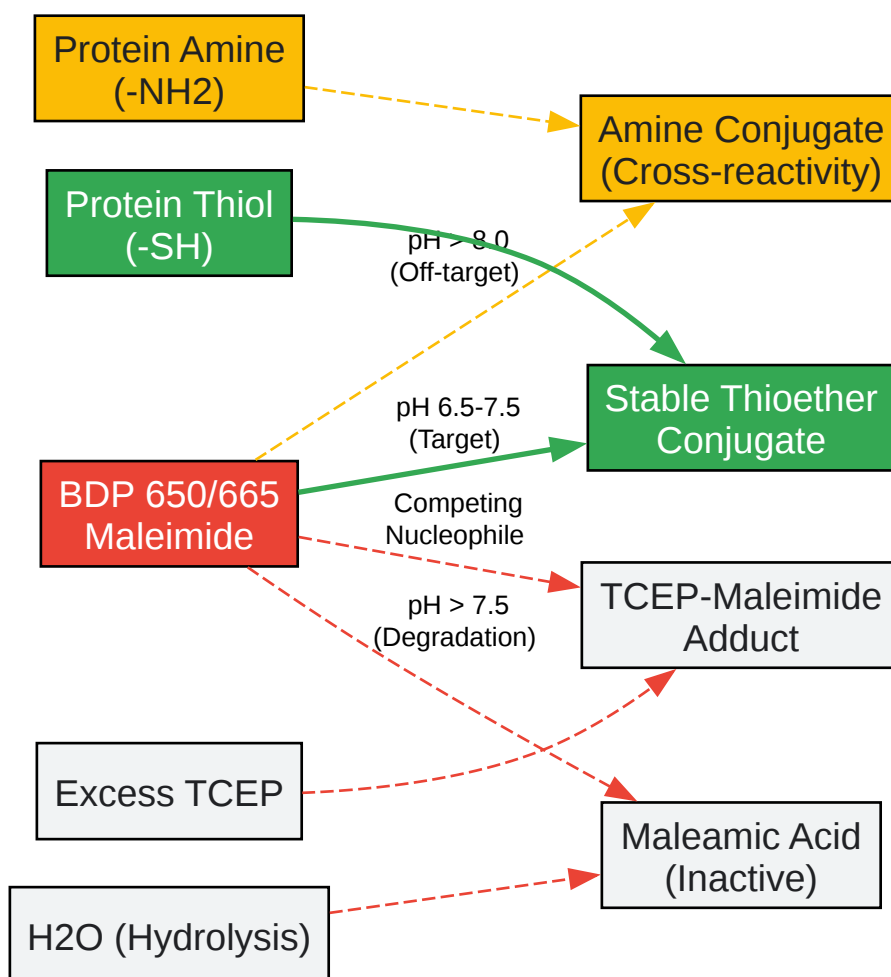 Protein Amine
(-NH2)
Amine Conjugate
(Cross-reactivity)
Protein Thiol
(-SH)
pH > 8.0
(Off-target)
Stable Thioether
Conjugate
pH 6.5-7.5
(Target)
BDP 650/665
Maleimide
Competing
Nucleophile
TCEP-Maleimide
Adduct
pH > 7.5
(Degradation)
Excess TCEP
Maleamic Acid
(Inactive)
H2O (Hydrolysis)